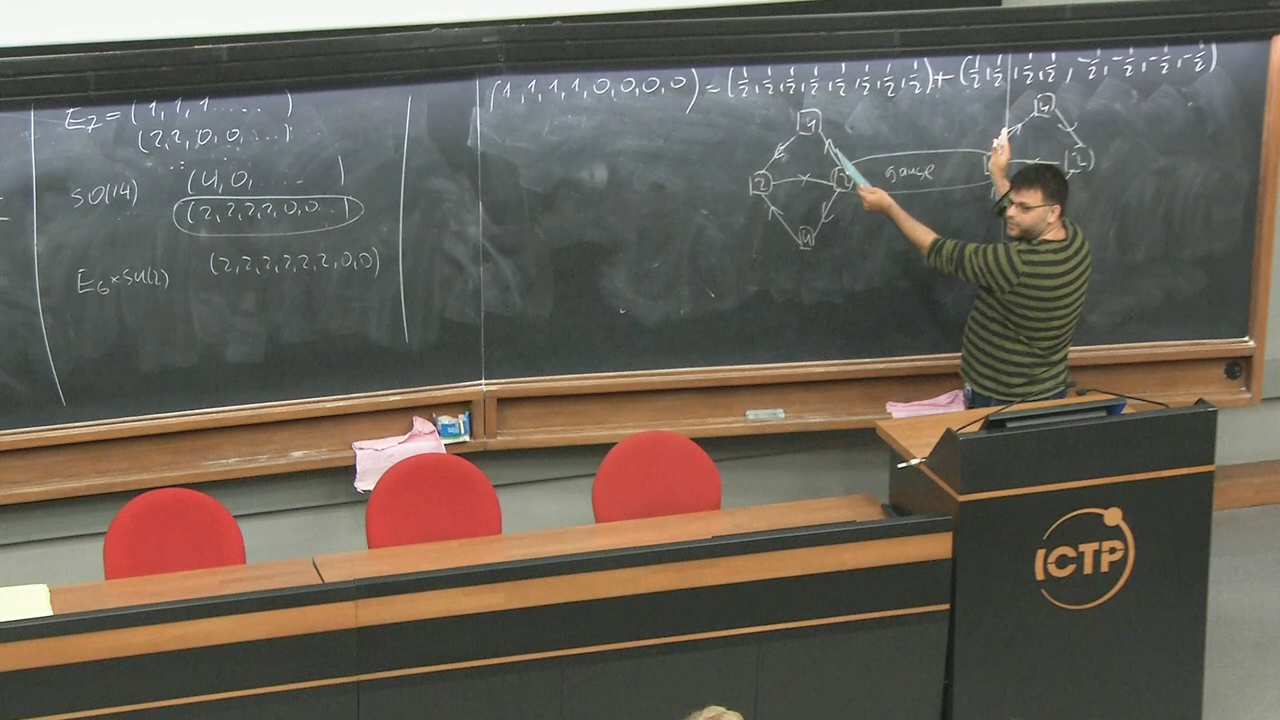 E₇ = (1,1,1.....)
(2,2,0,0,...)
SO(14)
(4,0,.... )
(2,2,2,2,0,0..)
E₆×SU(2)
(2,2,2,2,2,2,0,0)
(1,1,1,1,0,0,0,0) = (½,½,½,½,½,½,½,½) + (½,½,½,½,-½,-½,-½,-½)
4
2
2
4
gauge
4
2
ICTP